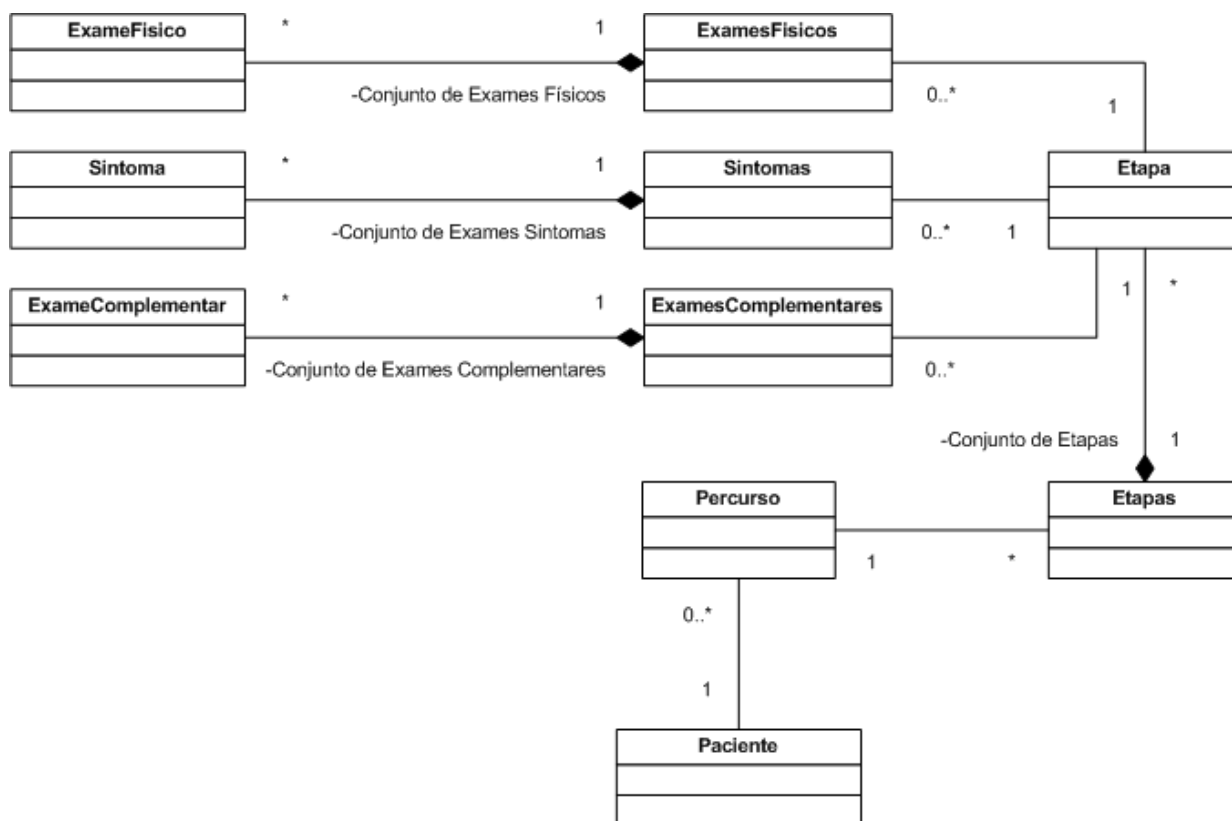 ExameFisico
*
1
ExamesFisicos
-Conjunto de Exames Físicos
0..*
1
Sintoma
*
1
Sintomas
Etapa
-Conjunto de Exames Sintomas
0..*
1
ExameComplementar
*
1
ExamesComplementares
1
*
-Conjunto de Exames Complementares
0..*
-Conjunto de Etapas
1
Percurso
Etapas
1
*
0..*
1
Paciente